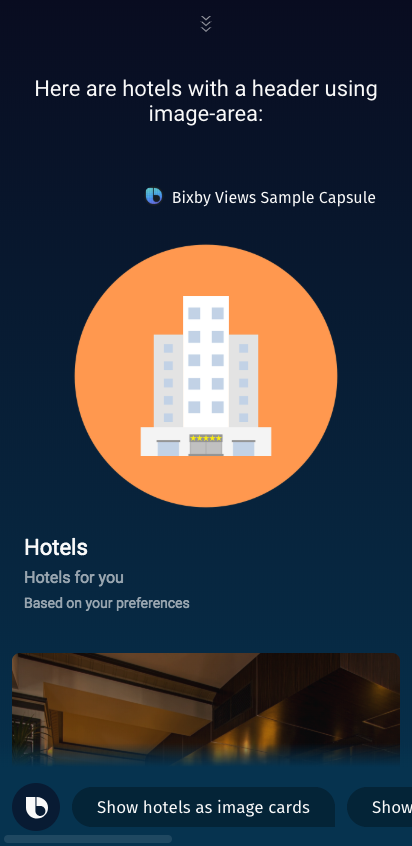 Here are hotels with a header using
image-area:
Bixby Views Sample Capsule
Hotels
Hotels for you
Based on your preferences
Show hotels as image cards
Show